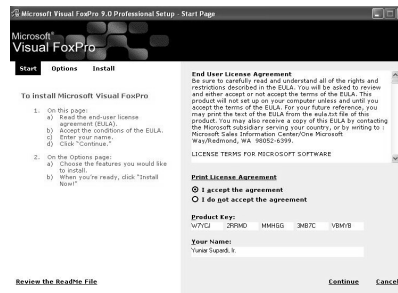 Microsoft Visual FoxPro 9.0 Professional Setup - Start Page
Microsoft®
Visual FoxPro
Start Options Install
To install Microsoft Visual FoxPro
1. On this page:
a) Read the end-user license
agreement (EULA).
b) Accept the conditions of the EULA.
c) Enter your name.
d) Click "Continue."
2. On the Options page:
a) Choose the features you would like
to install.
b) When you're ready, click "Install
Now!"
Review the ReadMe File
End User License Agreement
Be sure to carefully read and understand all of the rights and
restrictions described in the EULA. You will be asked to review
and either accept or not accept the terms of the EULA. This
product will not set up on your computer unless and until you
accept the terms of the EULA. For your future reference, you
may print the text of the EULA from the eula.txt file of this
product. You may also receive a copy of this EULA by contacting
the Microsoft subsidiary serving your country, or by writing to :
Microsoft Sales Information Center/One Microsoft
Way/Redmond, WA 98052-6399.
LICENSE TERMS FOR MICROSOFT SOFTWARE
Print License Agreement
I accept the agreement
I do not accept the agreement
Product Key:
W7YCJ 2RFMD MMHGG 3MB7C VBMYB
Your Name:
Yuniar Supardi, Ir.
Continue Cancel